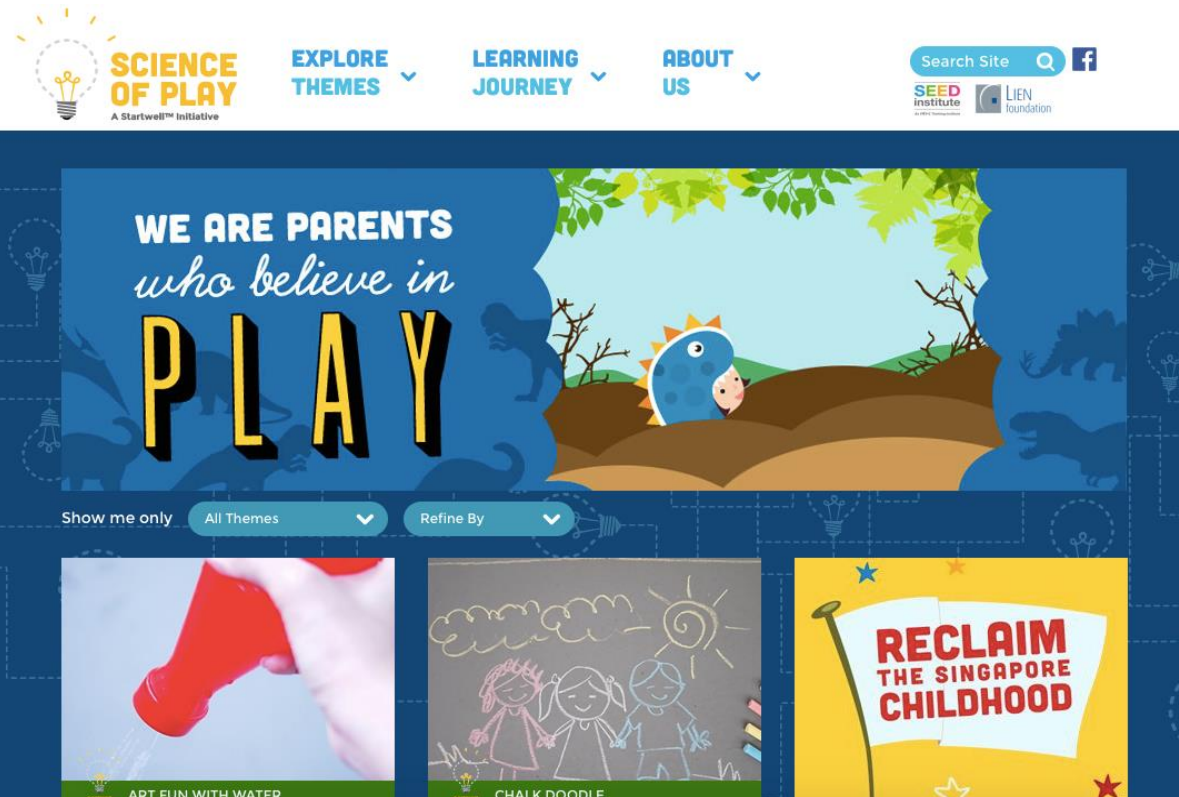 SCIENCE
OF PLAY
A Startwell™ Initiative
EXPLORE
THEMES
LEARNING
JOURNEY
ABOUT
US
Search Site
SEED
institute
LIEN
foundation
WE ARE PARENTS
who believe in
PLAY
Show me only
All Themes
Refine By
RECLAIM
THE SINGAPORE
CHILDHOOD
ART FUN WITH WATER
CHALK DOODLE